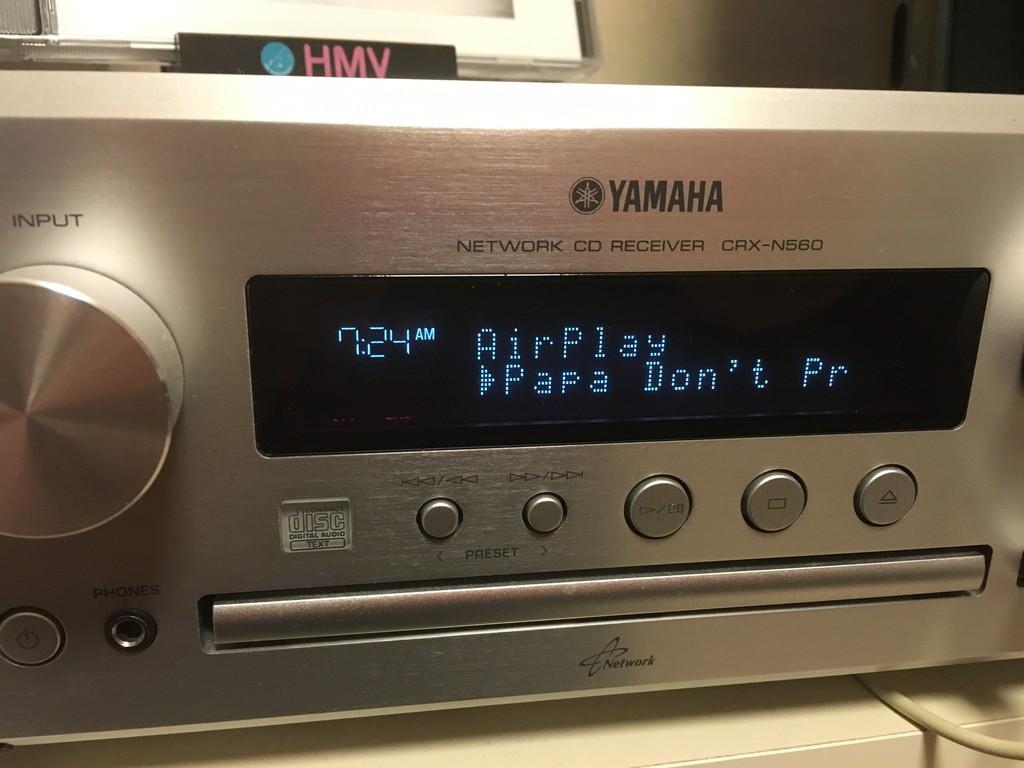 HMV
YAMAHA
INPUT
NETWORK CD RECEIVER CRX-N560
7:24 AM
AirPlay
Papa Don't Pr
COMPACT
disc
DIGITAL AUDIO
TEXT
PRESET
PHONES
Network